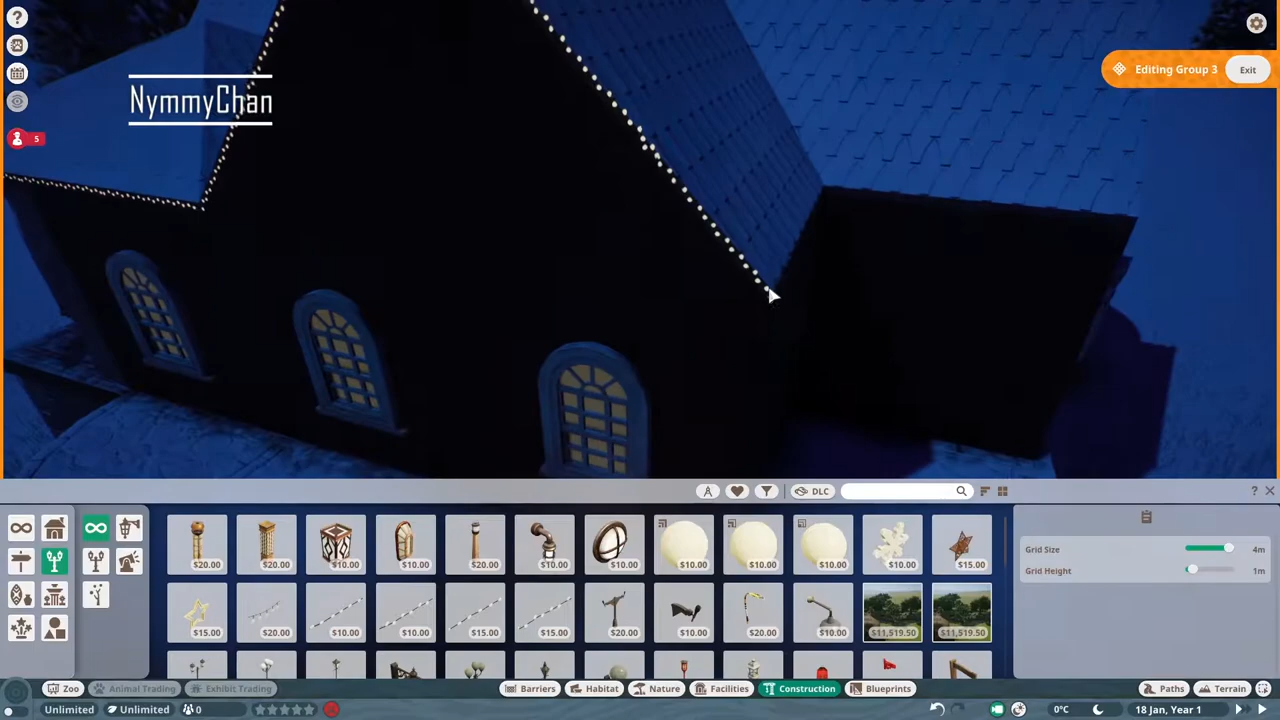 ?
NymmyChan
5
Editing Group 3
Exit
DLC
? ×
$20.00 $20.00 $10.00 $10.00 $20.00 $10.00 $10.00 $10.00 $10.00 $10.00 $10.00 $15.00
$15.00 $20.00 $10.00 $10.00 $15.00 $15.00 $20.00 $10.00 $20.00 $10.00 $11,519.50 $11,519.50
Grid Size 4m
Grid Height 1m
Zoo Animal Trading Exhibit Trading Barriers Habitat Nature Facilities Construction Blueprints Paths Terrain
Unlimited Unlimited 0 0°C 18 Jan, Year 1